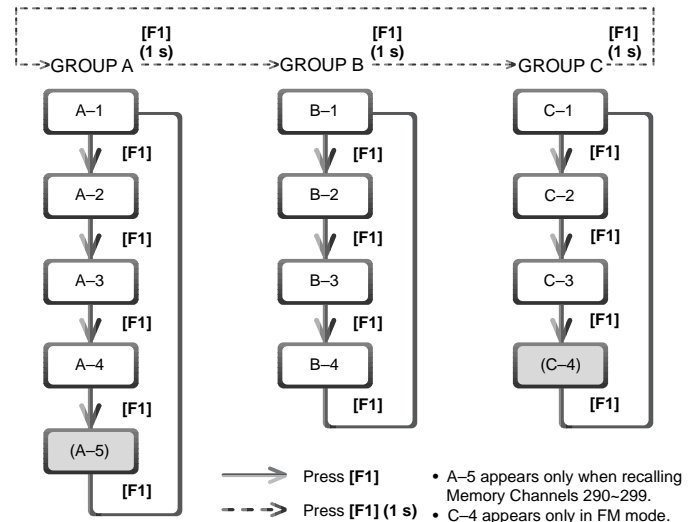 [F1] [F1] [F1]
(1 s) (1 s) (1 s)
GROUP A GROUP B GROUP C
A–1 B–1 C–1
[F1] [F1] [F1]
A–2 B–2 C–2
[F1] [F1] [F1]
A–3 B–3 C–3
[F1] [F1] [F1]
A–4 B–4 (C–4)
[F1] [F1] [F1]
(A–5)
[F1]
Press [F1]
Press [F1] (1 s)
• A–5 appears only when recalling
Memory Channels 290~299.
• C–4 appears only in FM mode.